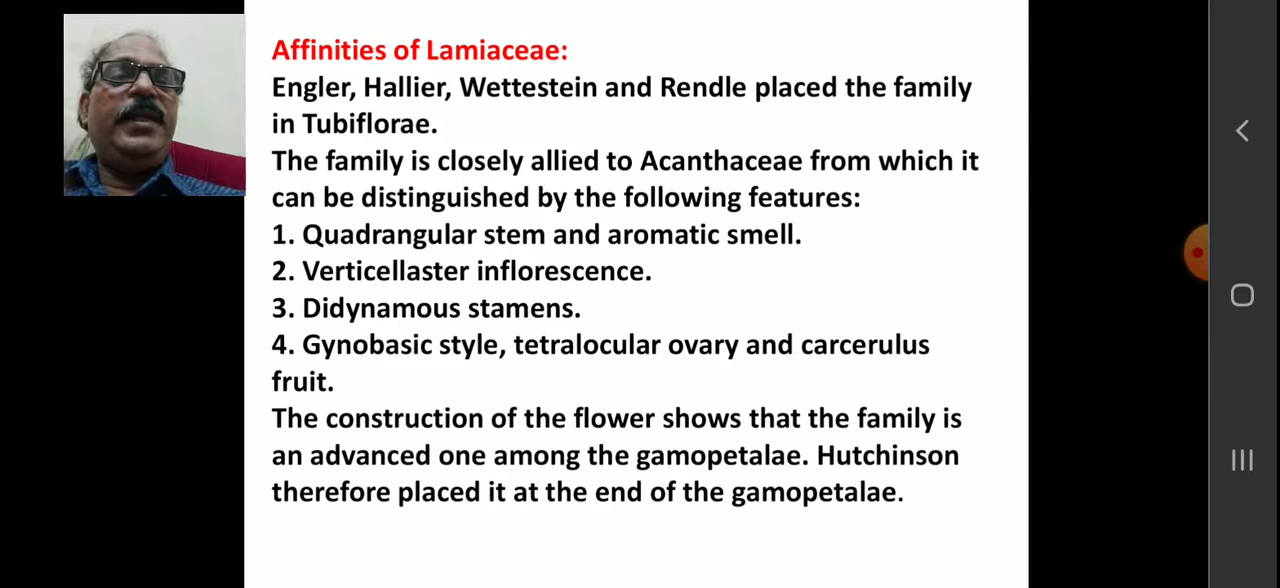 Affinities of Lamiaceae:
Engler, Hallier, Wettestein and Rendle placed the family
in Tubiflorae.
The family is closely allied to Acanthaceae from which it
can be distinguished by the following features:
1. Quadrangular stem and aromatic smell.
2. Verticellaster inflorescence.
3. Didynamous stamens.
4. Gynobasic style, tetralocular ovary and carcerulus
fruit.
The construction of the flower shows that the family is
an advanced one among the gamopetalae. Hutchinson
therefore placed it at the end of the gamopetalae.